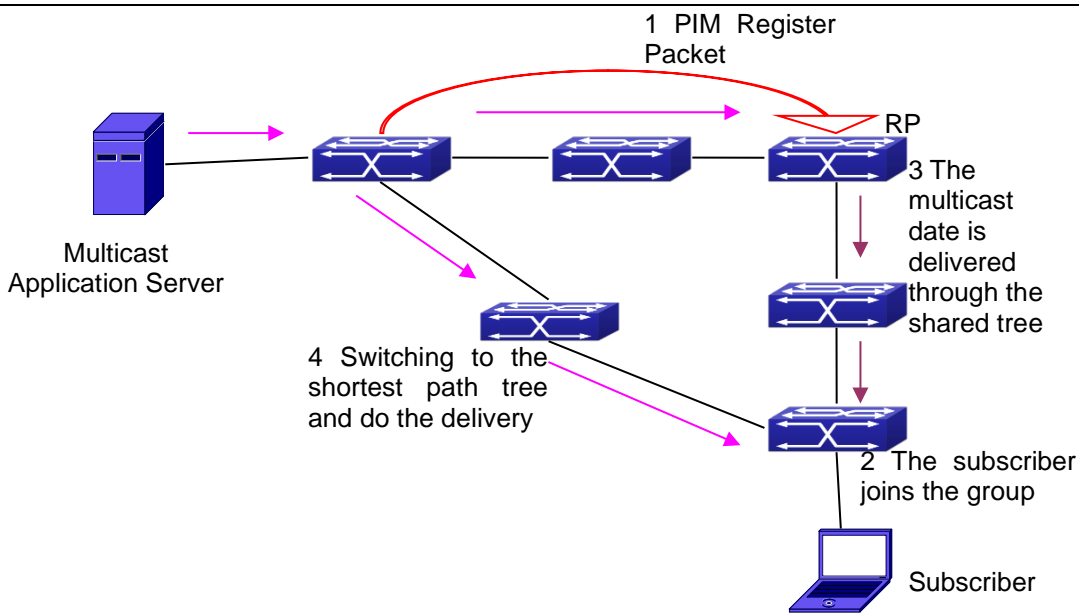 1 PIM Register
Packet
RP
3 The
multicast
date is
delivered
through the
shared tree
Multicast
Application Server
4 Switching to the
shortest path tree
and do the delivery
2 The subscriber
joins the group
Subscriber